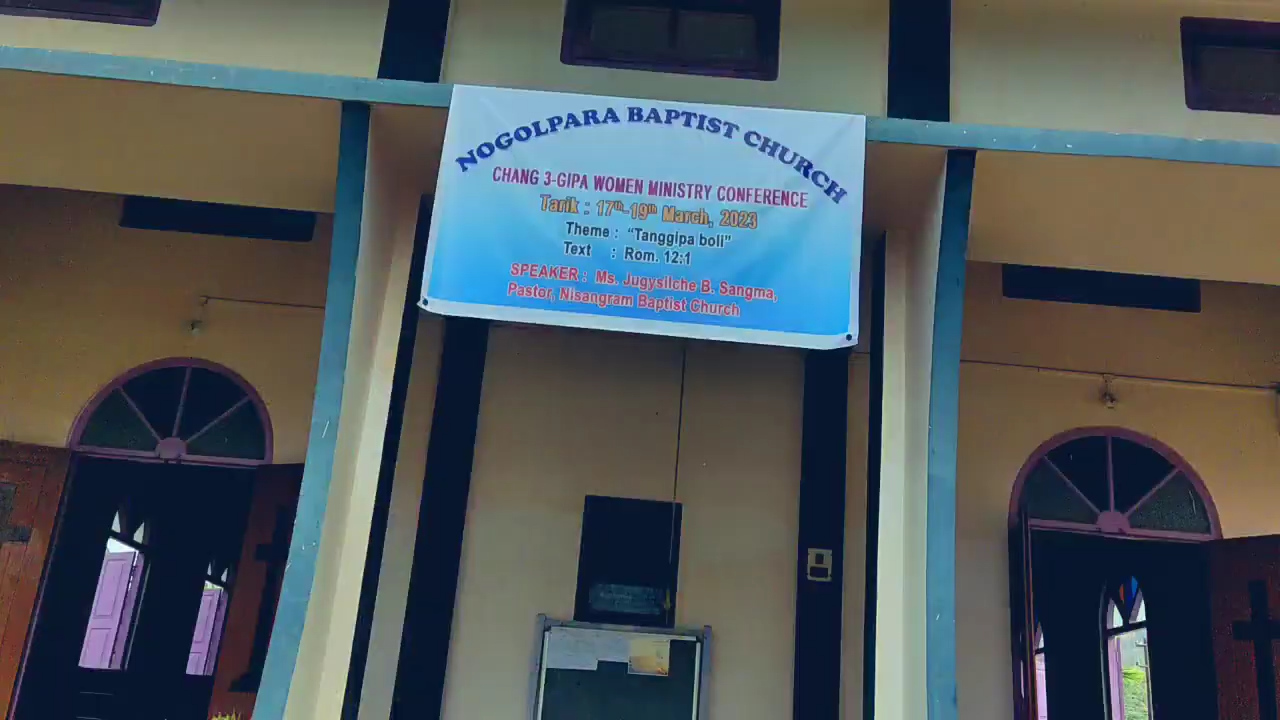 NOGOLPARA BAPTIST CHURCH
CHANG 3-GIPA WOMEN MINISTRY CONFERENCE
Tarik : 17th-19th March, 2023
Theme : "Tanggipa boli"
Text : Rom. 12:1
SPEAKER : Ms. Jugysilche B. Sangma,
Pastor, Nisangram Baptist Church